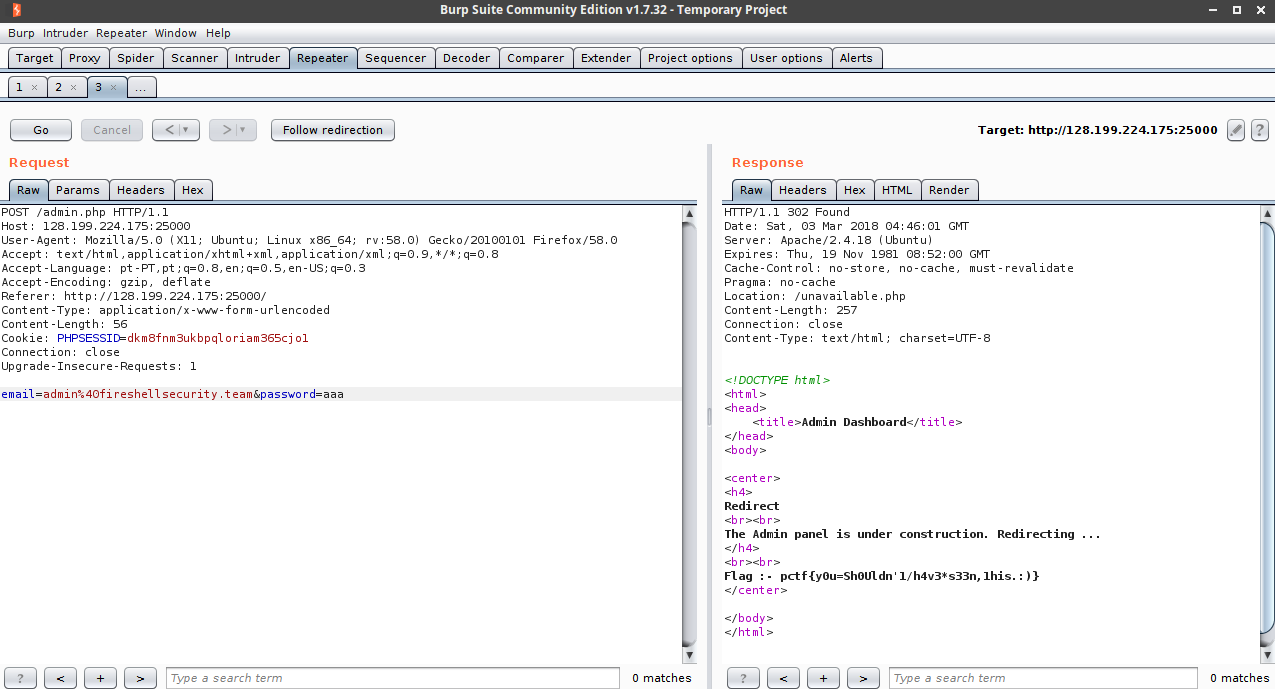 Burp Suite Community Edition v1.7.32 - Temporary Project
Burp Intruder Repeater Window Help
Target Proxy Spider Scanner Intruder Repeater Sequencer Decoder Comparer Extender Project options User options Alerts
1 × 2 × 3 × ...
Go Cancel < > Follow redirection Target: http://128.199.224.175:25000 ?
Request
Raw Params Headers Hex
POST /admin.php HTTP/1.1
Host: 128.199.224.175:25000
User-Agent: Mozilla/5.0 (X11; Ubuntu; Linux x86_64; rv:58.0) Gecko/20100101 Firefox/58.0
Accept: text/html,application/xhtml+xml,application/xml;q=0.9,*/*;q=0.8
Accept-Language: pt-PT,pt;q=0.8,en;q=0.5,en-US;q=0.3
Accept-Encoding: gzip, deflate
Referer: http://128.199.224.175:25000/
Content-Type: application/x-www-form-urlencoded
Content-Length: 56
Cookie: PHPSESSID=dkm8fnm3ukbpqloriam365cjo1
Connection: close
Upgrade-Insecure-Requests: 1
email=admin%40fireshellsecurity.team&password=aaa
? < + > Type a search term 0 matches
Response
Raw Headers Hex HTML Render
HTTP/1.1 302 Found
Date: Sat, 03 Mar 2018 04:46:01 GMT
Server: Apache/2.4.18 (Ubuntu)
Expires: Thu, 19 Nov 1981 08:52:00 GMT
Cache-Control: no-store, no-cache, must-revalidate
Pragma: no-cache
Location: /unavailable.php
Content-Length: 257
Connection: close
Content-Type: text/html; charset=UTF-8
<!DOCTYPE html>
<html>
<head>
<title>Admin Dashboard</title>
</head>
<body>
<center>
<h4>
Redirect
<br><br>
The Admin panel is under construction. Redirecting ...
</h4>
<br><br>
Flag :- pctf{y0u=Sh0Uldn'1/h4v3*s33n,1his.:)}
</center>
</body>
</html>
? < + > Type a search term 0 matches